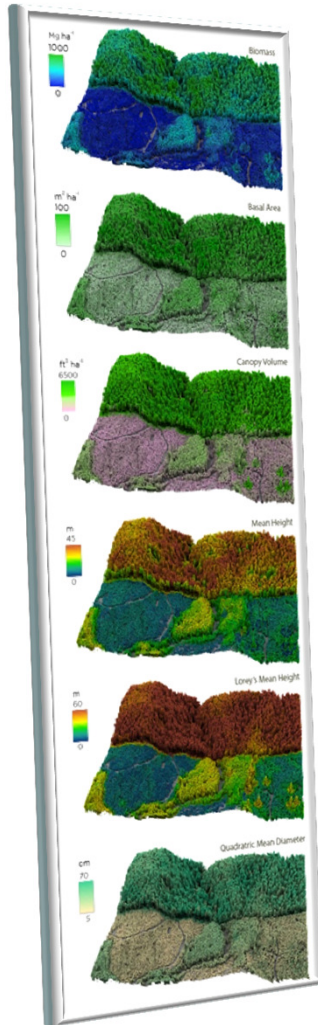 Biomass
Mg ha⁻¹
1000
0
Basal Area
m² ha⁻¹
100
0
Canopy Volume
ft³ ha⁻¹
6500
0
Mean Height
m
45
0
Lorey's Mean Height
m
60
0
Quadratric Mean Diameter
cm
70
5